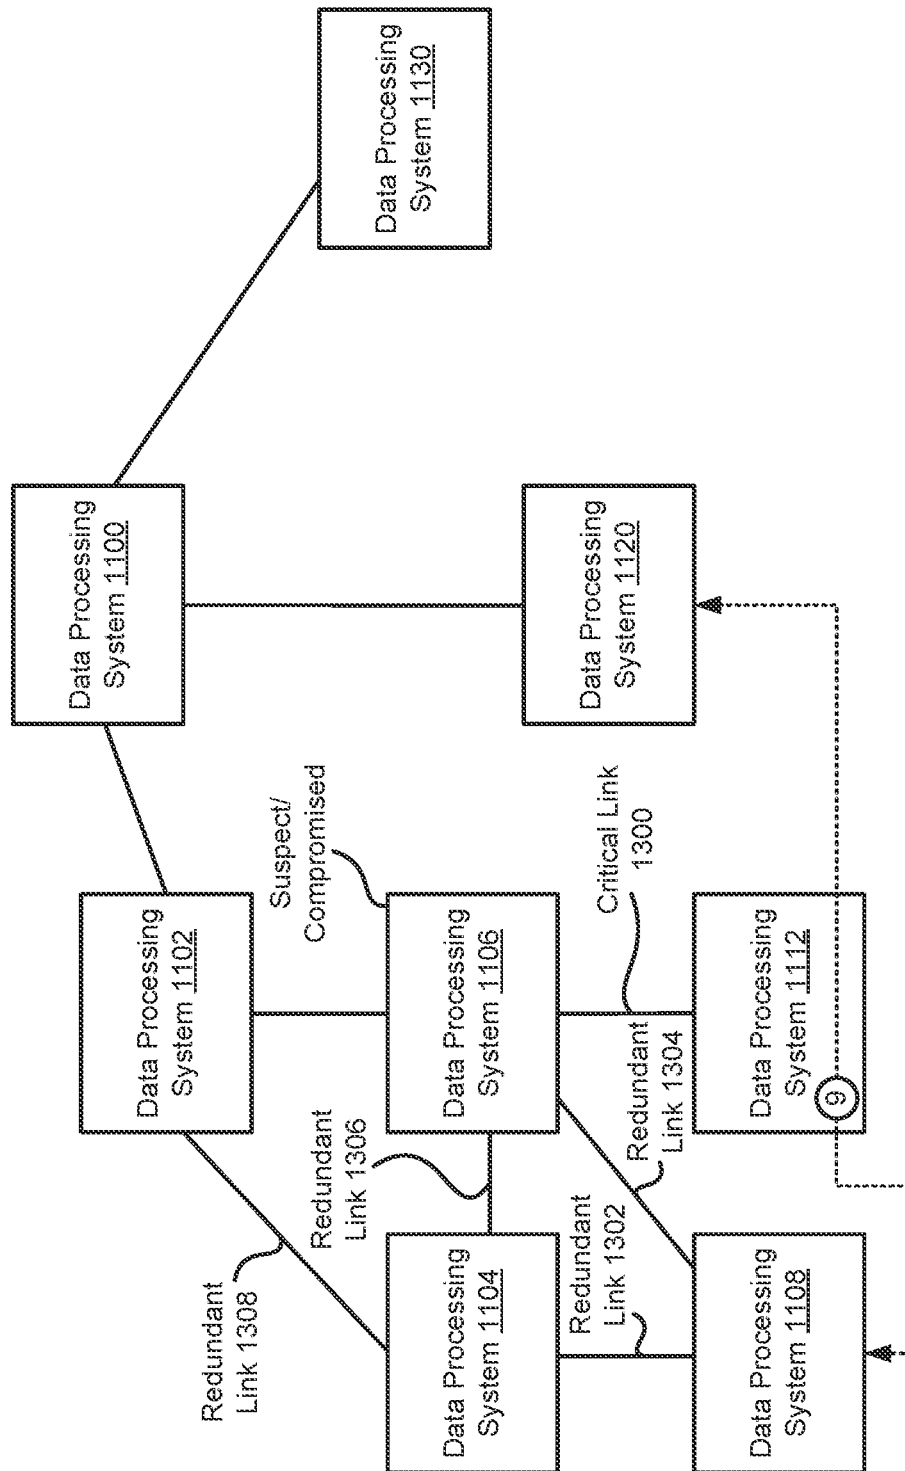 Data Processing
System 1100
Data Processing
System 1102
Redundant
Link 1308
Suspect/
Compromised
Redundant
Link 1306
Data Processing
System 1130
Data Processing
System 1104
Data Processing
System 1106
Redundant
Link 1302
Redundant
Link 1304
Critical Link
1300
Data Processing
System 1120
Data Processing
System 1108
Data Processing
System 1112
9